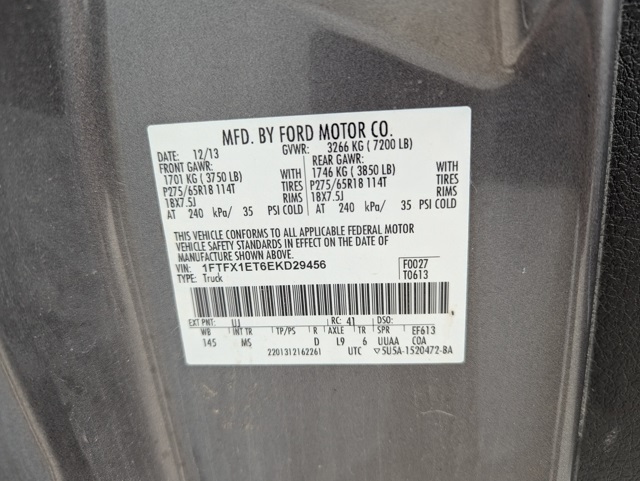 MFD. BY FORD MOTOR CO.
DATE: 12/13 GVWR: 3266 KG ( 7200 LB)
FRONT GAWR: REAR GAWR:
1701 KG ( 3750 LB) WITH 1746 KG ( 3850 LB) WITH
P275/65R18 114T TIRES P275/65R18 114T TIRES
18X7.5J RIMS 18X7.5J RIMS
AT 240 kPa/ 35 PSI COLD AT 240 kPa/ 35 PSI COLD
THIS VEHICLE CONFORMS TO ALL APPLICABLE FEDERAL MOTOR
VEHICLE SAFETY STANDARDS IN EFFECT ON THE DATE OF
MANUFACTURE SHOWN ABOVE.
VIN: 1FTFX1ET6EKD29456 F0027
TYPE: Truck T0613
EXT PNT: UJ RC: 41 DSO:
WB INT TR TP/PS R AXLE TR SPR EF613
145 MS D L9 6 UUAA COA
2201312162261 UTC 5U5A-1520472-BA